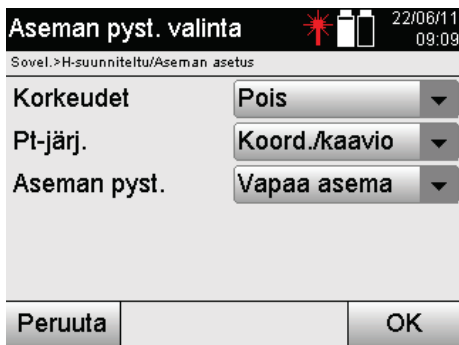 Aseman pyst. valinta
22/06/11
09:09
Sovel.>H-suunniteltu/Aseman asetus
Korkeudet Pois
Pt-järj. Koord./kaavio
Aseman pyst. Vapaa asema
Peruuta OK